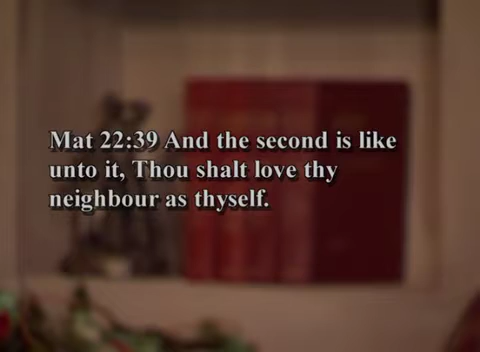 Mat 22:39 And the second is like
unto it, Thou shalt love thy
neighbour as thyself.